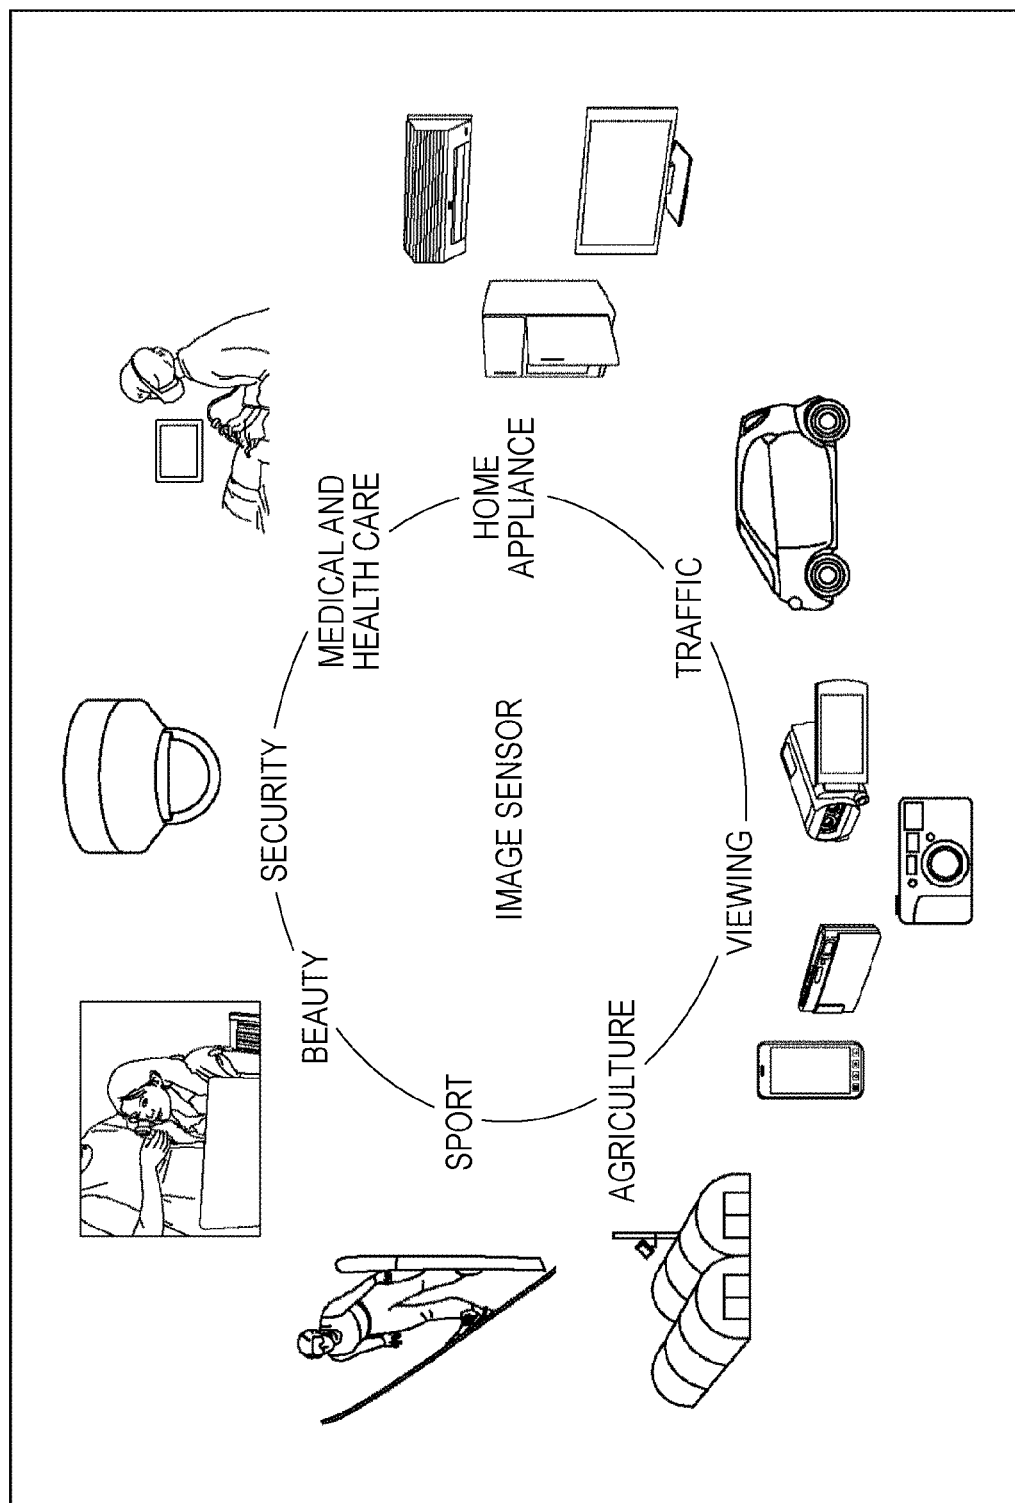 SECURITY
MEDICAL AND
HEALTH CARE
HOME
APPLIANCE
TRAFFIC
VIEWING
AGRICULTURE
SPORT
BEAUTY
IMAGE SENSOR